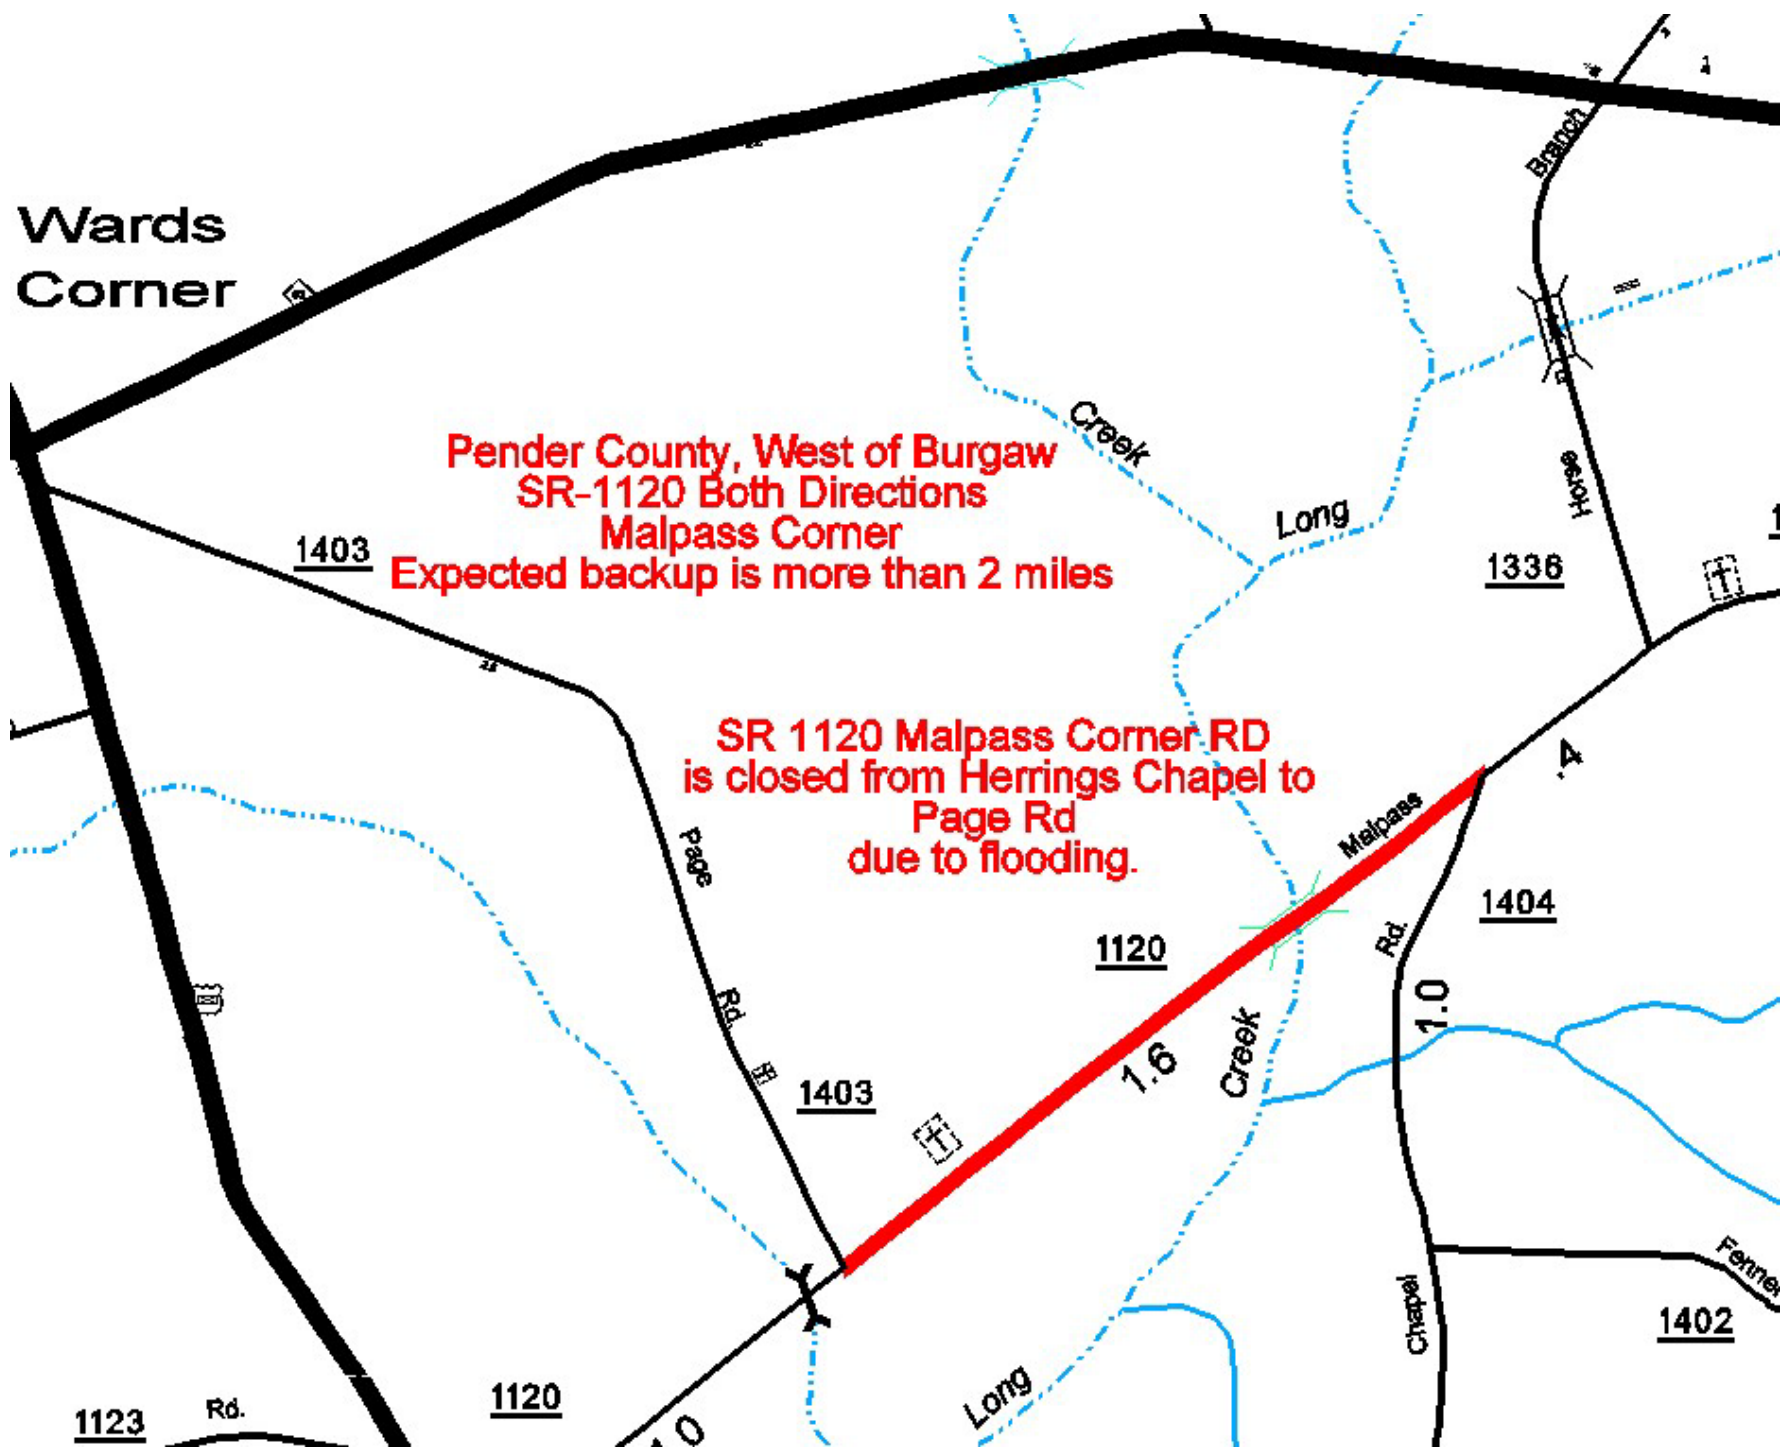 Branch
Wards
Corner
Creek
Pender County, West of Burgaw
SR-1120 Both Directions
Malpass Corner
Expected backup is more than 2 miles
Horse
Long
1403
1336
SR 1120 Malpass Corner RD
is closed from Herrings Chapel to
Page Rd
due to flooding.
.4
Malpass
Page
1404
Rd.
1120
1.0
Rd.
Creek
1.6
1403
Chapel
1402
Long
1120
Rd.
1123